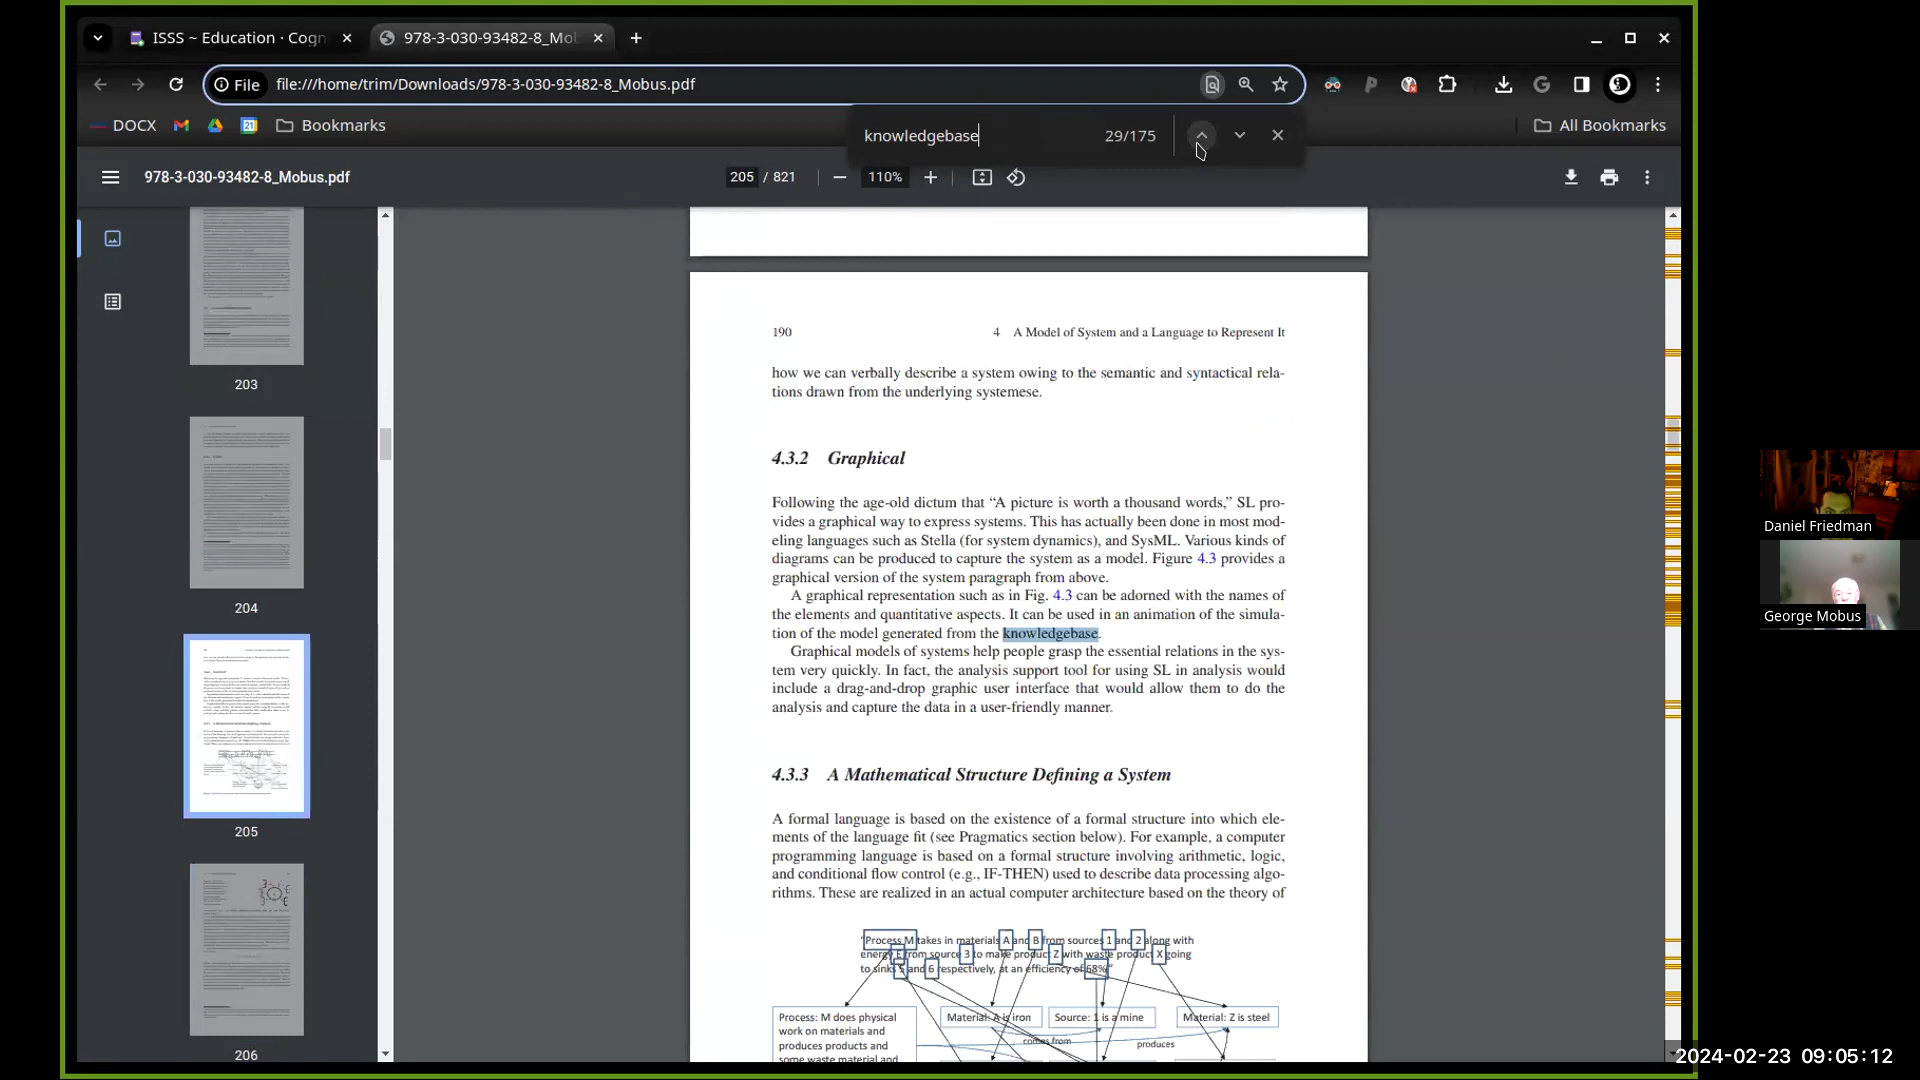 ISSS ~ Education · Cogn
978-3-030-93482-8_Mo
File
file:///home/trim/Downloads/978-3-030-93482-8_Mobus.pdf
DOCX
Bookmarks
All Bookmarks
knowledgebase
29/175
978-3-030-93482-8_Mobus.pdf
205 / 821
110%
203
204
205
206
190
4 A Model of System and a Language to Represent It
how we can verbally describe a system owing to the semantic and syntactical rela-
tions drawn from the underlying systemese.
4.3.2 Graphical
Following the age-old dictum that “A picture is worth a thousand words,” SL pro-
vides a graphical way to express systems. This has actually been done in most mod-
eling languages such as Stella (for system dynamics), and SysML. Various kinds of
diagrams can be produced to capture the system as a model. Figure 4.3 provides a
graphical version of the system paragraph from above.
A graphical representation such as in Fig. 4.3 can be adorned with the names of
the elements and quantitative aspects. It can be used in an animation of the simula-
tion of the model generated from the knowledgebase.
Graphical models of systems help people grasp the essential relations in the sys-
tem very quickly. In fact, the analysis support tool for using SL in analysis would
include a drag-and-drop graphic user interface that would allow them to do the
analysis and capture the data in a user-friendly manner.
4.3.3 A Mathematical Structure Defining a System
A formal language is based on the existence of a formal structure into which ele-
ments of the language fit (see Pragmatics section below). For example, a computer
programming language is based on a formal structure involving arithmetic, logic,
and conditional flow control (e.g., IF-THEN) used to describe data processing algo-
rithms. These are realized in an actual computer architecture based on the theory of
“Process M takes in materials A and B from sources 1 and 2 along with
energy E from source 3 to make product Z with waste product X going
to sinks 5 and 6 respectively, at an efficiency of 68%”
Process: M does physical
work on materials and
produces products and
some waste material and
Material: A is iron
Source: 1 is a mine
Material: Z is steel
comes from
produces
Daniel Friedman
George Mobus
2024-02-23 09:05:12